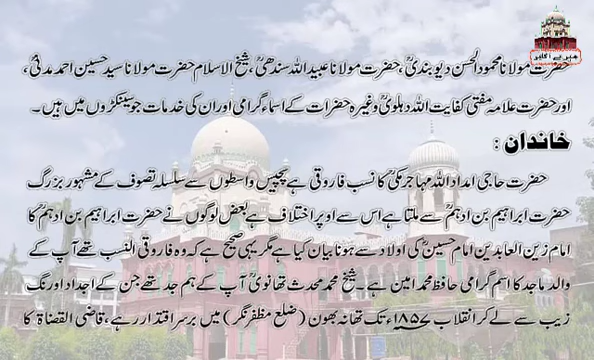 حضرت مولانا محمود الحسن دیوبندیؒ، حضرت مولانا عبیداللہ سندھیؒ، شیخ الاسلام حضرت مولانا سید حسین احمد مدنیؒ،
اور حضرت علامہ مفتی کفایت اللہ دہلویؒ وغیرہ حضرات کے اسماء گرامی اور ان کی خدمات جو سینکڑوں میں ہیں۔
خاندان :
حضرت حاجی امداد اللہ مہاجر مکیؒ کا نسب فاروقی ہے پچیس واسطوں سے سلسلہ تصوف کے مشہور بزرگ
حضرت ابراہیم بن ادہمؒ سے ملتا ہے اس سے اوپر اختلاف ہے بعض لوگوں نے حضرت ابراہیم بن ادہمؒ کا
امام زین العابدین امام حسینؓ کی اولاد سے ہونا بیان کیا ہے مگر یہی صحیح ہے کہ وہ فاروقی النسب تھے آپ کے
والد ماجد کا اسم گرامی حافظ محمد امین ہے۔ شیخ محمد محدث تھانویؒ آپ کے ہم جد تھے جن کے اجداد اورنگ
زیب سے لے کر انقلاب ۱۸۵۷ء تک تھانہ بھون (ضلع مظفر نگر) میں برسر اقتدار رہے، قاضی القضاۃ کا